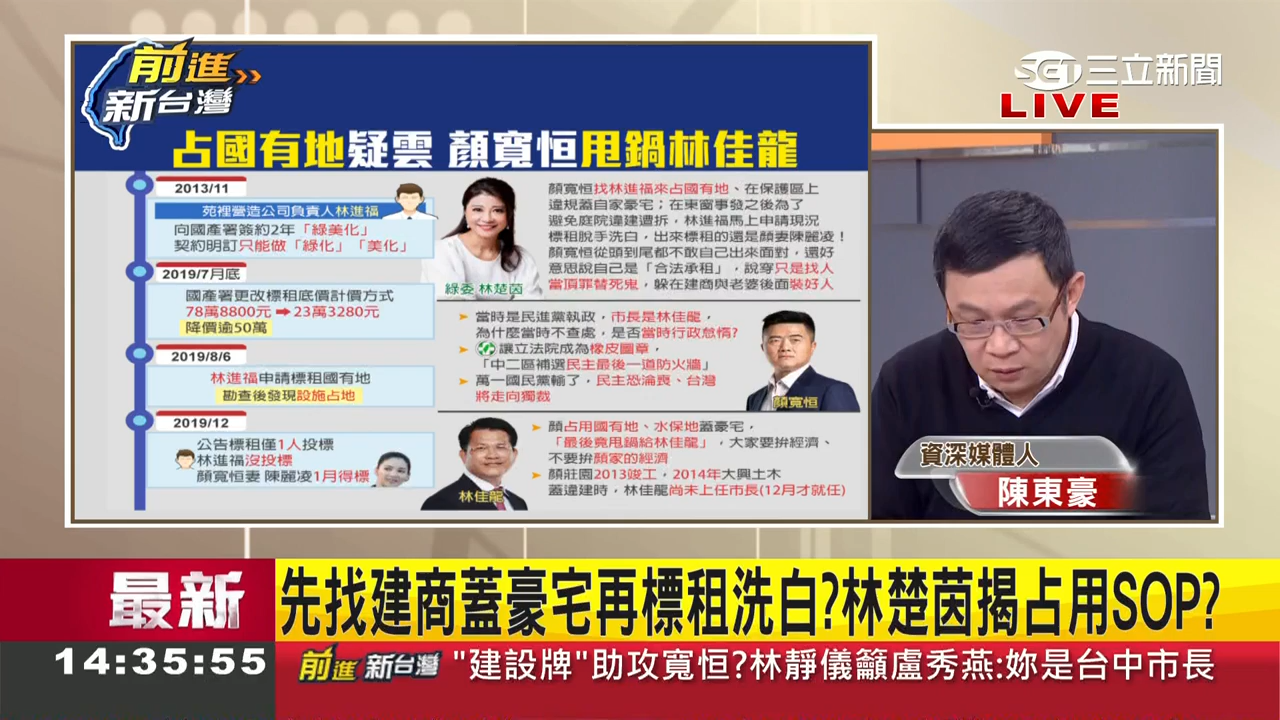 前進
新台灣
SET三立新聞
LIVE
占國有地疑雲 顏寬恒甩鍋林佳龍
2013/11
苑裡營造公司負責人林進福
向國產署簽約2年「綠美化」
契約明訂只能做「綠化」「美化」
2019/7月底
國產署更改標租底價計價方式
78萬8800元➡23萬3280元
降價逾50萬
2019/8/6
林進福申請標租國有地
勘查後發現設施占地
2019/12
公告標租僅1人投標
林進福沒投標
顏寬恒妻 陳麗凌1月得標
綠委 林楚茵
顏寬恒找林進福來占國有地、在保護區上
違規蓋自家豪宅；在東窗事發之後為了
避免庭院違建遭拆，林進福馬上申請現況
標租脫手洗白，出來標租的還是顏妻陳麗凌！
顏寬恒從頭到尾都不敢自己出來面對，還好
意思說自己是「合法承租」，說穿只是找人
當頂罪替死鬼，躲在建商與老婆後面裝好人
當時是民進黨執政，市長是林佳龍，
為什麼當時不查處，是否當時行政怠惰?
讓立法院成為橡皮圖章，
「中二區補選民主最後一道防火牆」
萬一國民黨輸了，民主恐淪喪、台灣
將走向獨裁
顏寬恒
林佳龍
顏占用國有地、水保地蓋豪宅，
「最後竟甩鍋給林佳龍」，大家要拚經濟、
不要拚顏家的經濟
顏莊園2013竣工，2014年大興土木
蓋違建時，林佳龍尚未上任市長(12月才就任)
資深媒體人
陳東豪
最新
先找建商蓋豪宅再標租洗白?林楚茵揭占用SOP?
14:35:55
前進新台灣
"建設牌"助攻寬恒?林靜儀籲盧秀燕:妳是台中市長